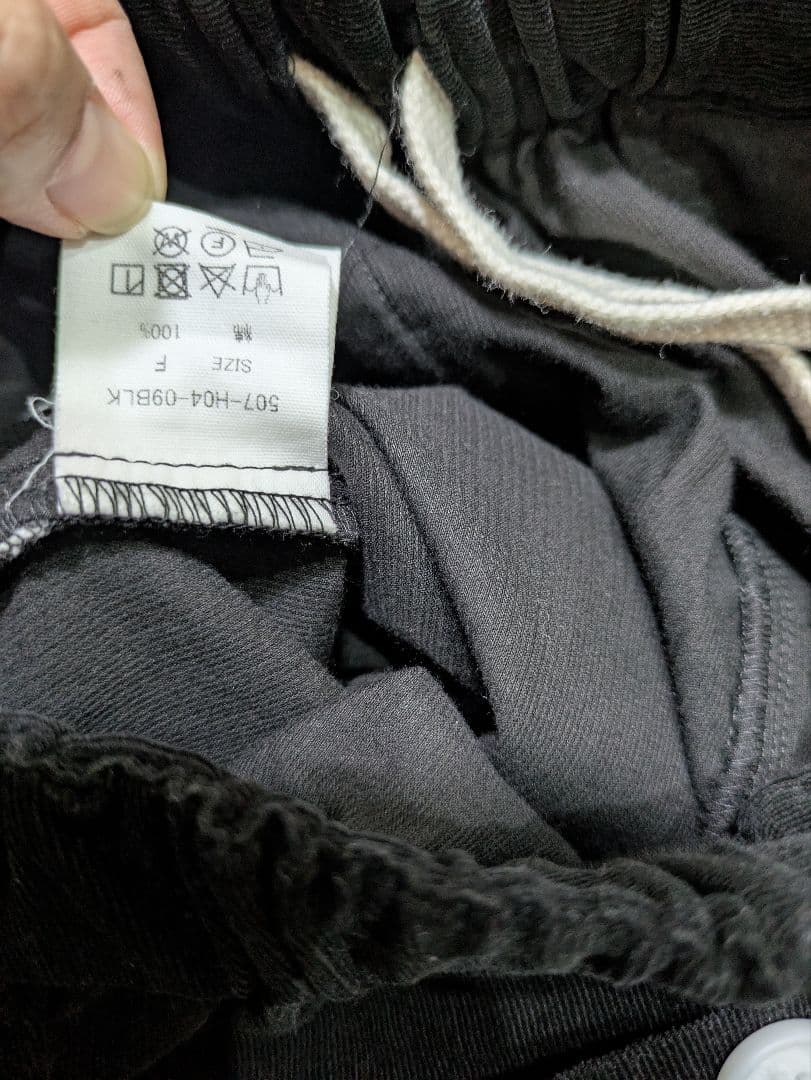 507-H04-09BLK
SIZE F
綿 100%
F
W